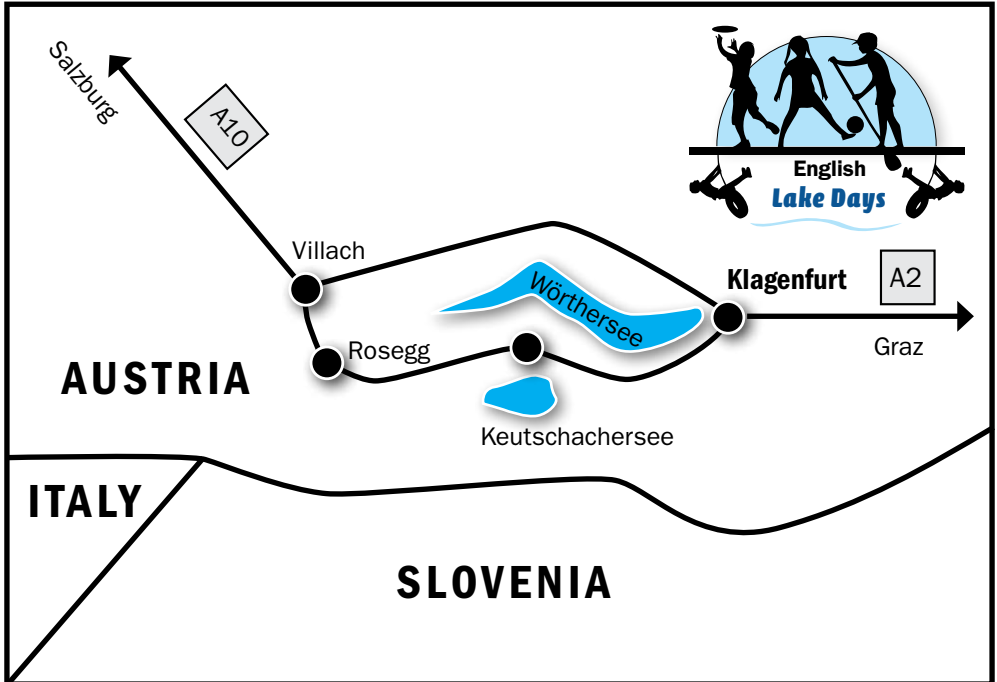 Salzburg
A10
English
Lake Days
Villach
Klagenfurt
A2
Wörthersee
Rosegg
Graz
AUSTRIA
Keutschachersee
ITALY
SLOVENIA